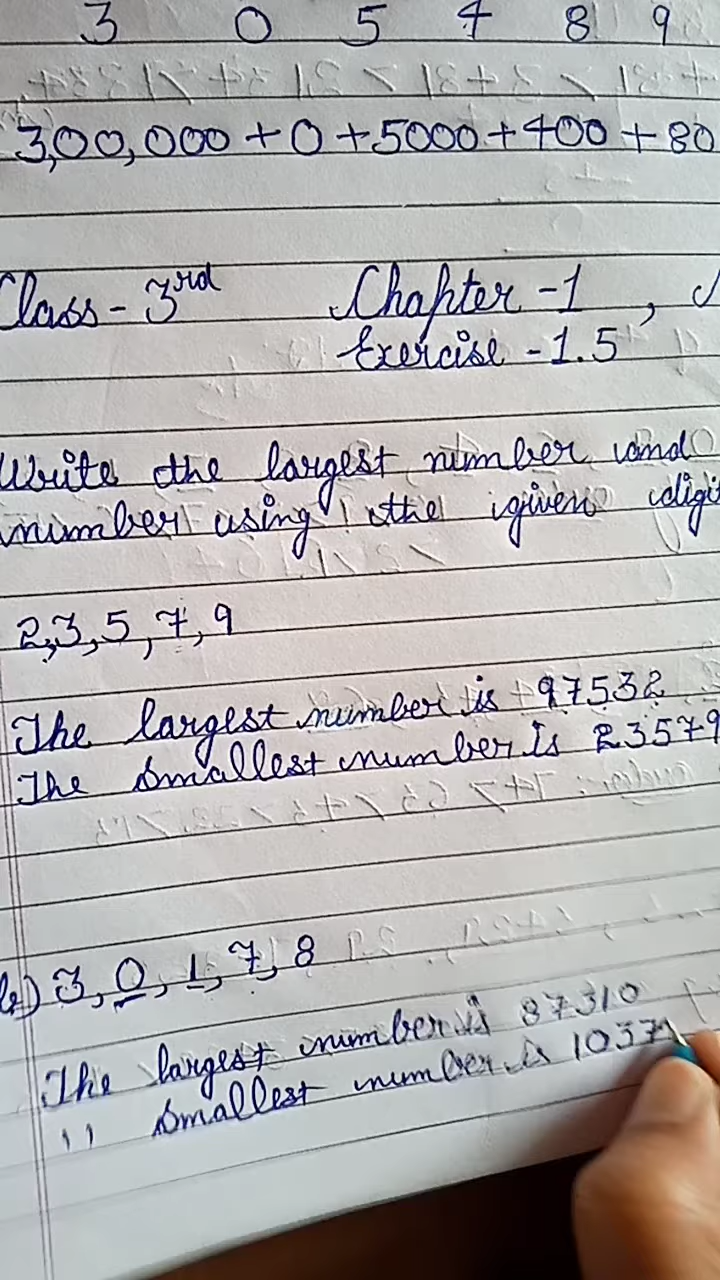 3 0 5 4 8 9
3,00,000 + 0 + 5000 + 400 + 80
Class - 3rd Chapter - 1 ,
Exercise - 1.5
Write the largest number and
number using the given digi
2,3,5,7,9
The largest number is 97532
The smallest number is 23579
3, 0, 1, 7, 8
The largest number is 87310
11 smallest number is 1037